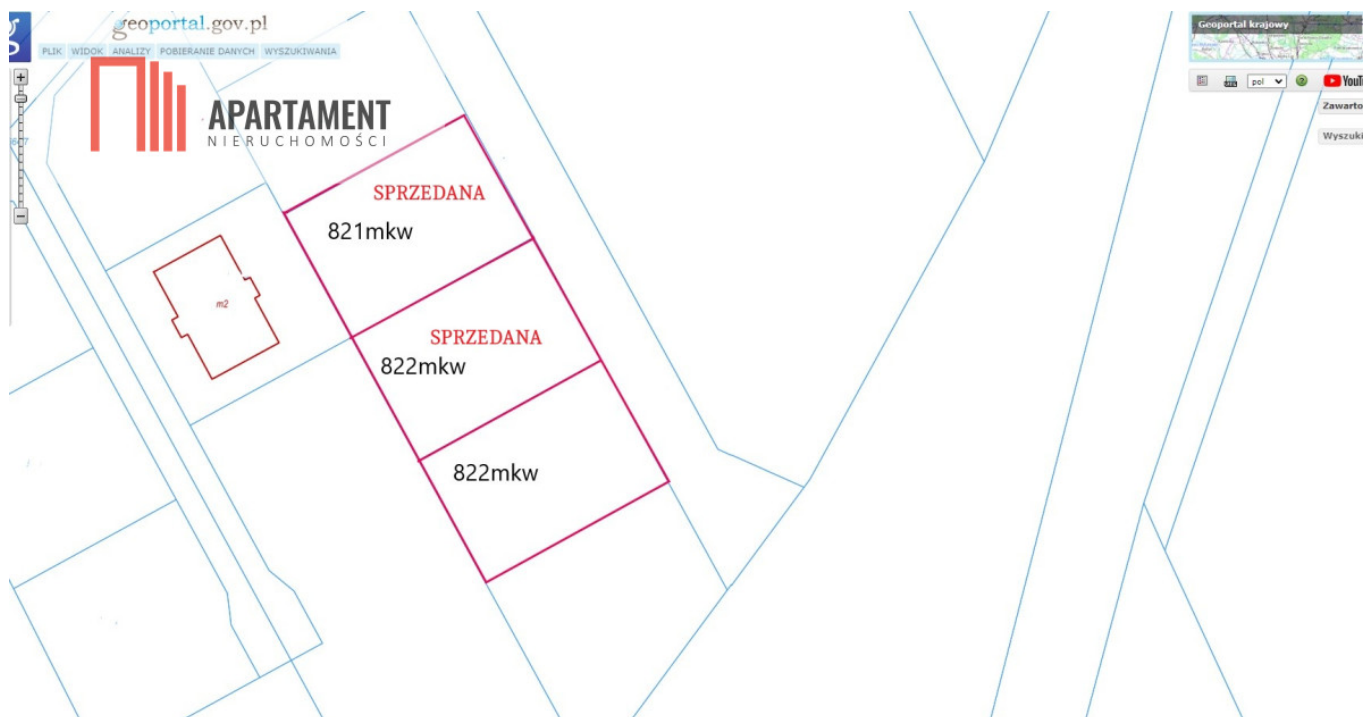 geoportal.gov.pl
PLIK WIDOK ANALIZY POBIERANIE DANYCH WYSZUKIWANIA
APARTAMENT
NIERUCHOMOŚCI
Geoportal krajowy
pol
YouT
Zawarto
Wyszuki
SPRZEDANA
821mkw
m2
SPRZEDANA
822mkw
822mkw